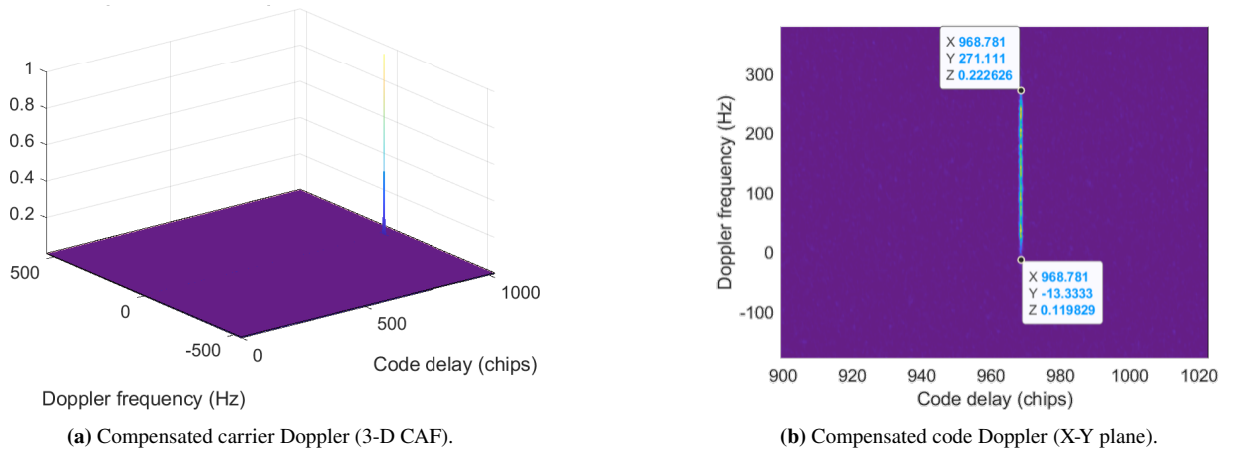 1
0.8
0.6
0.4
0.2
500
0
-500
0
500
1000
Code delay (chips)
Doppler frequency (Hz)
(a) Compensated carrier Doppler (3-D CAF).
X 968.781
Y 271.111
Z 0.222626
300
200
100
0
-100
Doppler frequency (Hz)
X 968.781
Y -13.3333
Z 0.119829
900
920
940
960
980
1000
1020
Code delay (chips)
(b) Compensated code Doppler (X-Y plane).